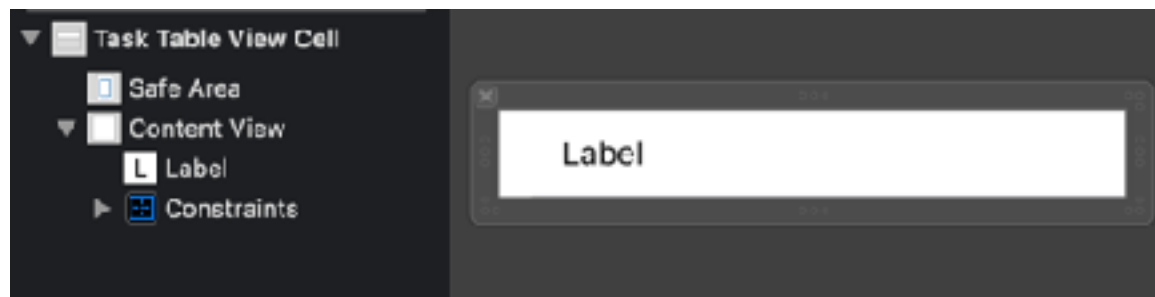 Task Table View Cell
Safe Area
Content View
L Label
Constraints
Label